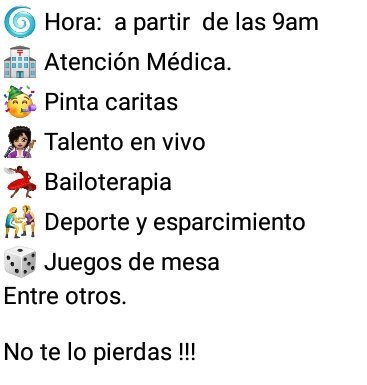 🌀 Hora:  a partir  de las 9am
🏥 Atención Médica.
🥳 Pinta caritas
👩🏽‍🎤 Talento en vivo
💃 Bailoterapia
🤼 Deporte y esparcimiento
🎲 Juegos de mesa
Entre otros.
No te lo pierdas !!!